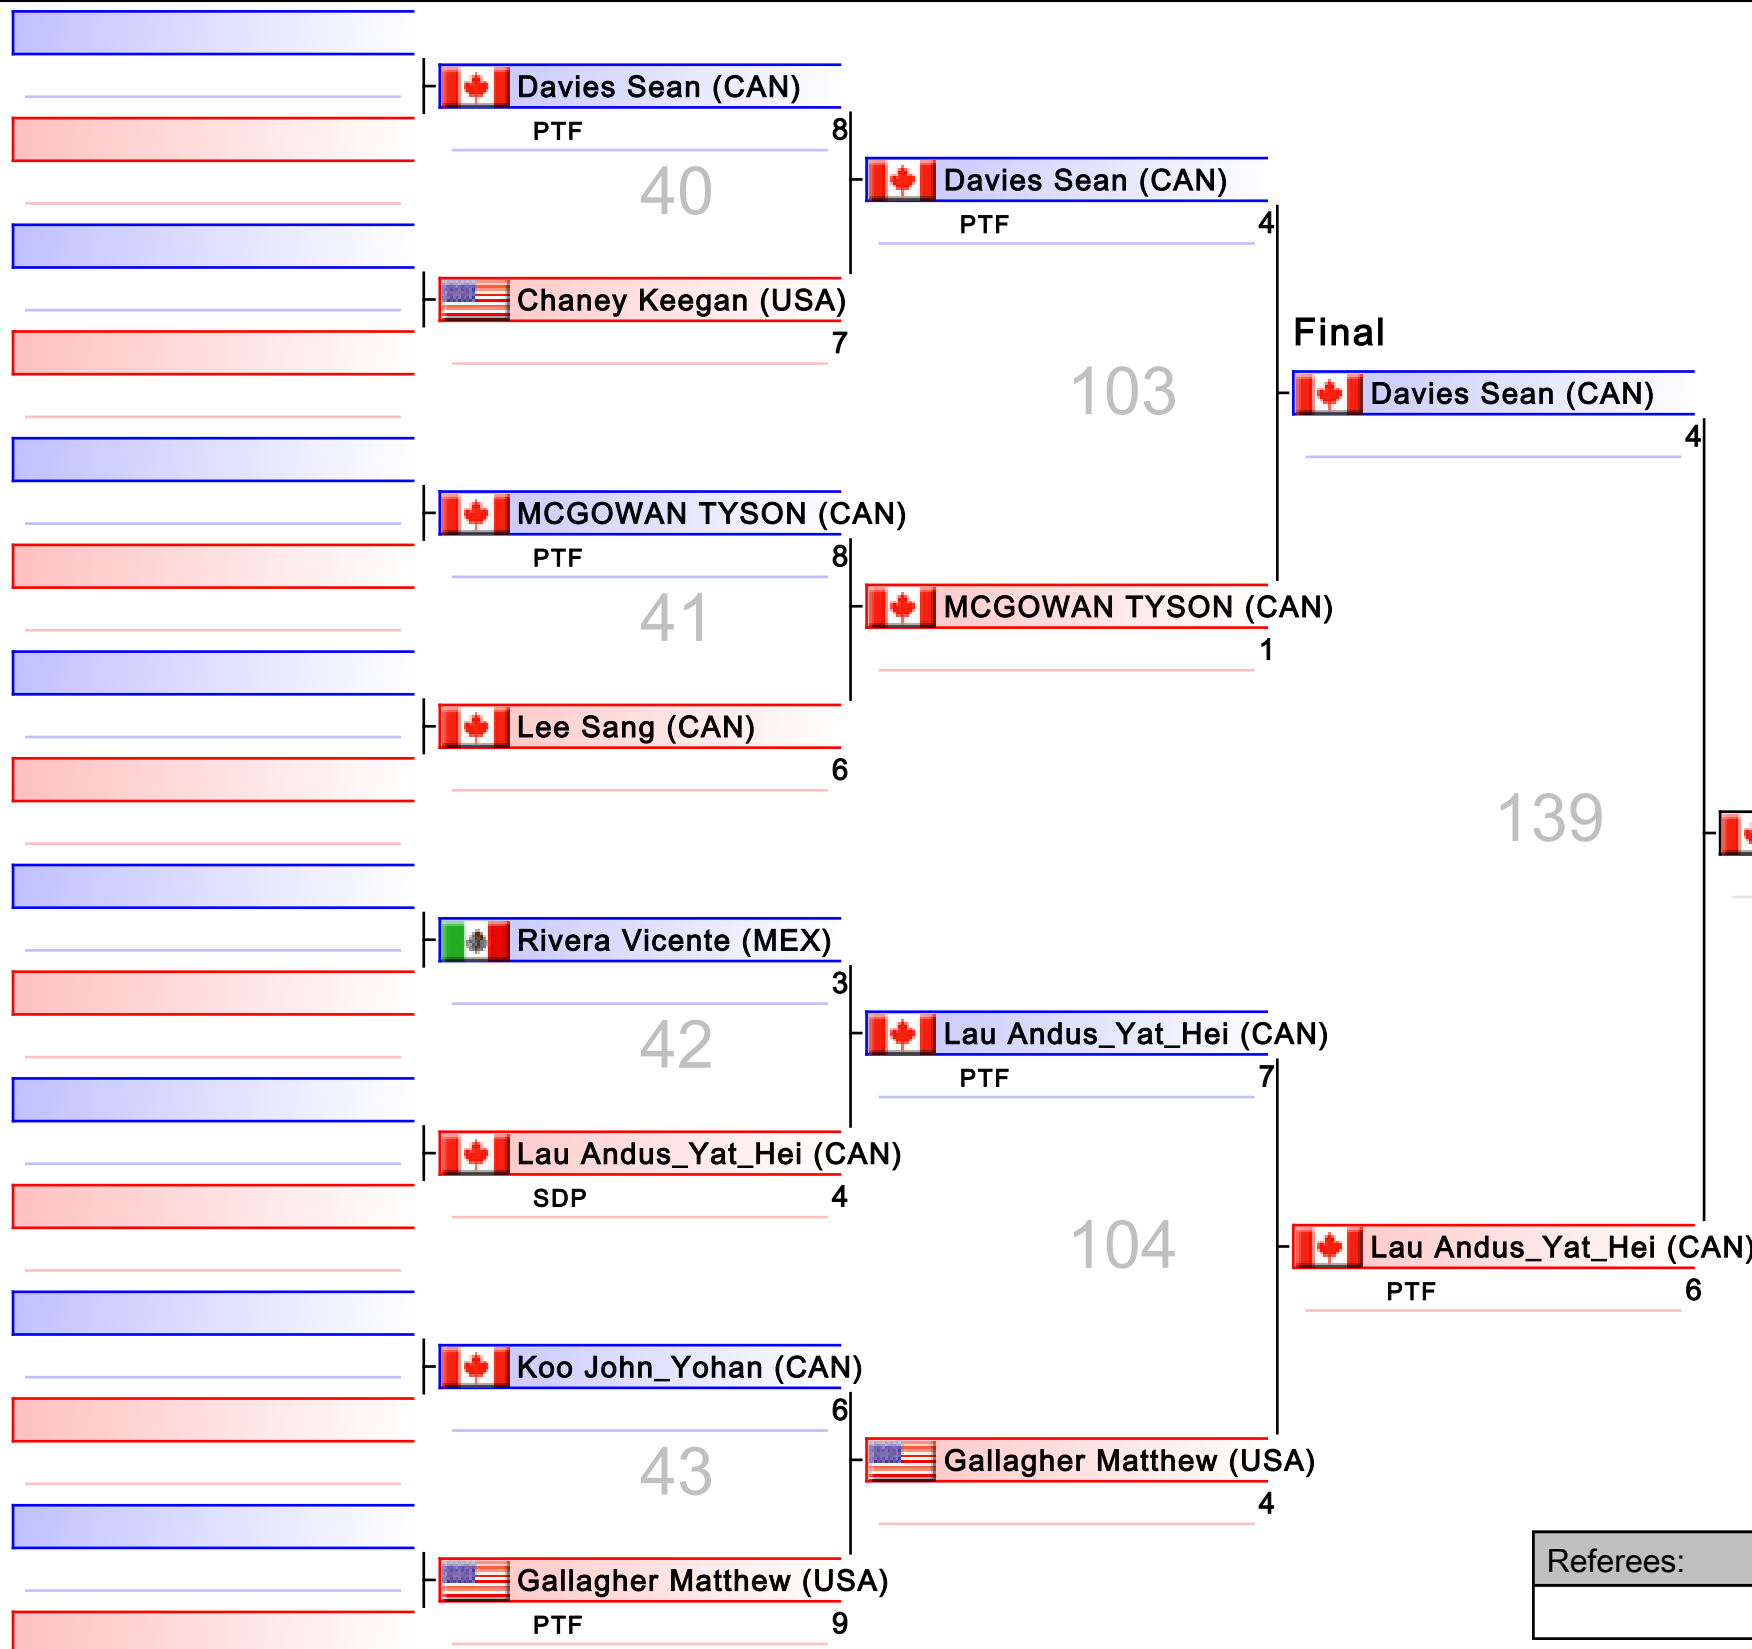 Davies Sean (CAN)
PTF 8
40
Chaney Keegan (USA)
7
MCGOWAN TYSON (CAN)
PTF 8
41
Lee Sang (CAN)
6
Rivera Vicente (MEX)
3
42
Lau Andus_Yat_Hei (CAN)
SDP 4
Koo John_Yohan (CAN)
6
43
Gallagher Matthew (USA)
PTF 9
Davies Sean (CAN)
PTF 4
103
MCGOWAN TYSON (CAN)
1
Lau Andus_Yat_Hei (CAN)
PTF 7
104
Gallagher Matthew (USA)
4
Final
Davies Sean (CAN)
4
139
Lau Andus_Yat_Hei (CAN)
PTF 6
Referees: